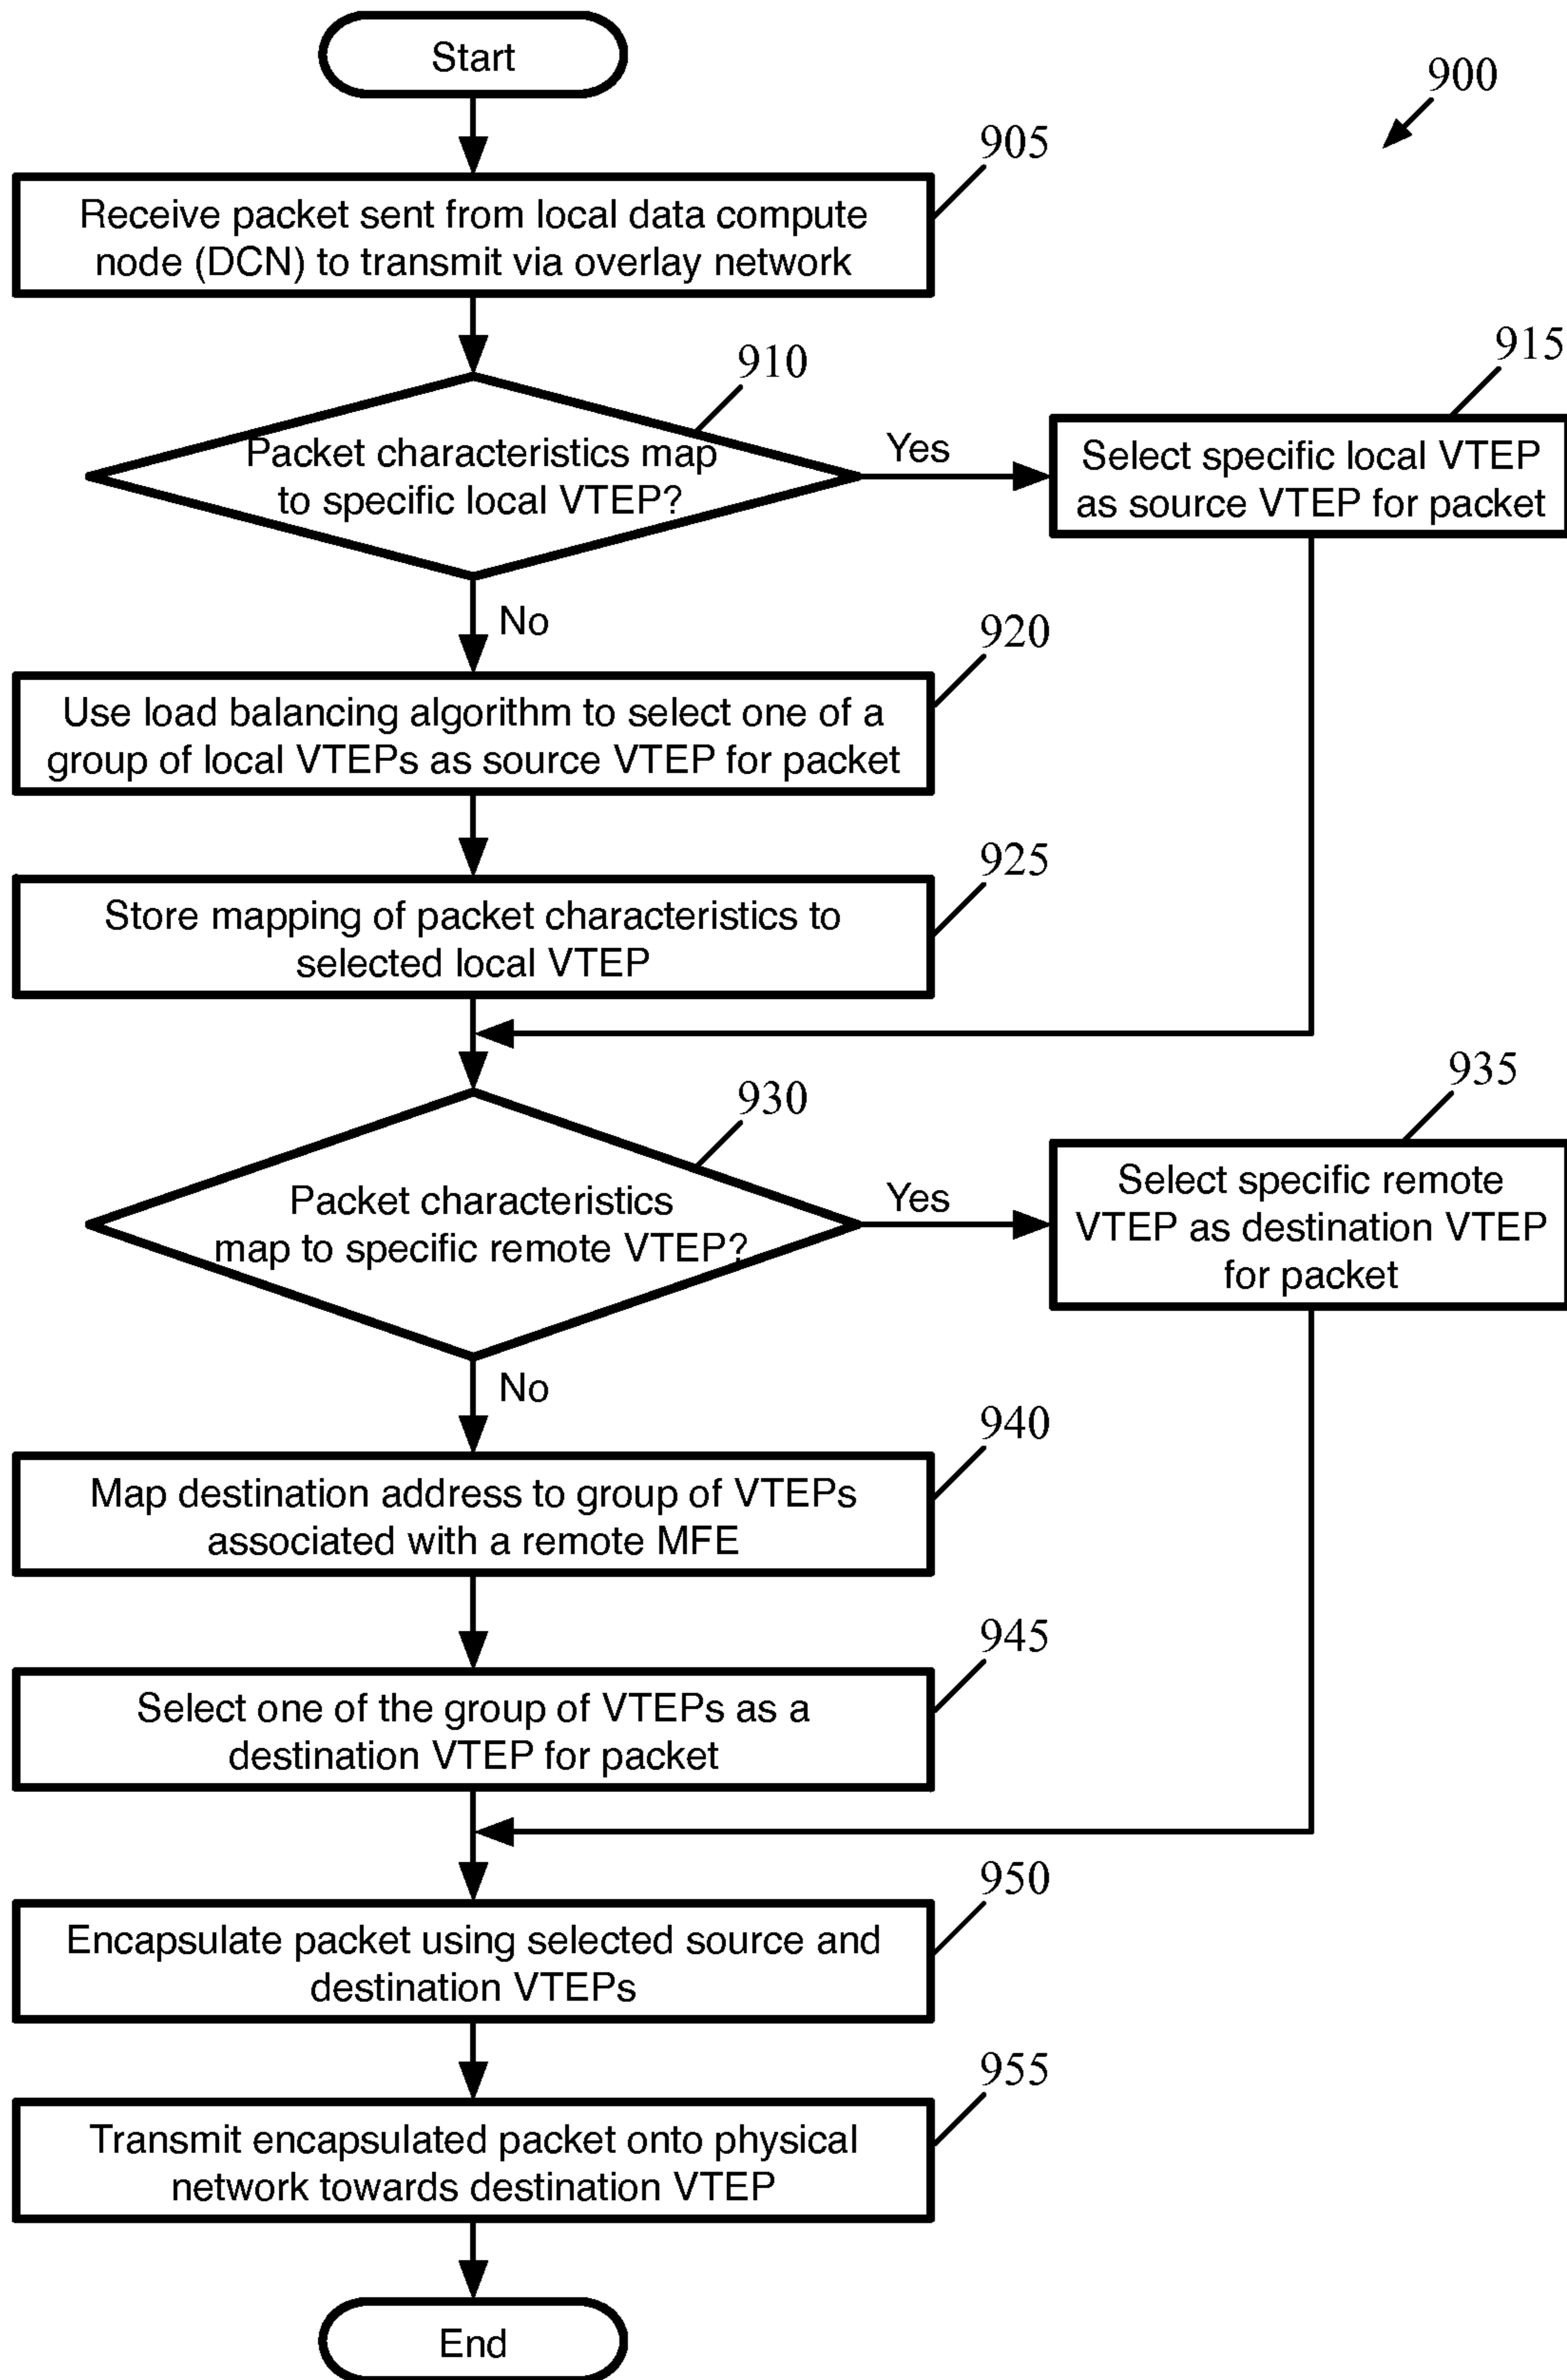 Start
900
905
Receive packet sent from local data compute
node (DCN) to transmit via overlay network
910
Packet characteristics map
to specific local VTEP?
Yes
915
Select specific local VTEP
as source VTEP for packet
No
920
Use load balancing algorithm to select one of a
group of local VTEPs as source VTEP for packet
925
Store mapping of packet characteristics to
selected local VTEP
930
Packet characteristics
map to specific remote VTEP?
Yes
935
Select specific remote
VTEP as destination VTEP
for packet
No
940
Map destination address to group of VTEPs
associated with a remote MFE
945
Select one of the group of VTEPs as a
destination VTEP for packet
950
Encapsulate packet using selected source and
destination VTEPs
955
Transmit encapsulated packet onto physical
network towards destination VTEP
End